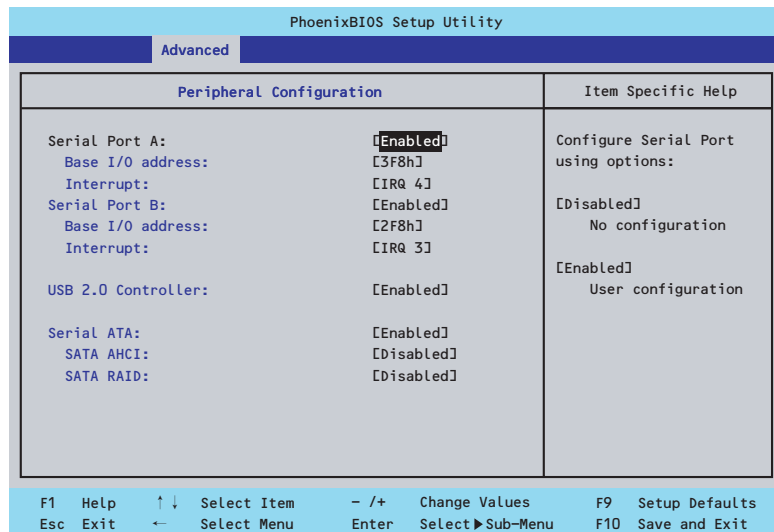 PhoenixBIOS Setup Utility
Advanced
Peripheral Configuration
Serial Port A: [Enabled]
Base I/O address: [3F8h]
Interrupt: [IRQ 4]
Serial Port B: [Enabled]
Base I/O address: [2F8h]
Interrupt: [IRQ 3]
USB 2.0 Controller: [Enabled]
Serial ATA: [Enabled]
SATA AHCI: [Disabled]
SATA RAID: [Disabled]
Item Specific Help
Configure Serial Port
using options:
[Disabled]
No configuration
[Enabled]
User configuration
F1 Help ↑↓ Select Item - /+ Change Values F9 Setup Defaults
Esc Exit ← Select Menu Enter Select ▶ Sub-Menu F10 Save and Exit